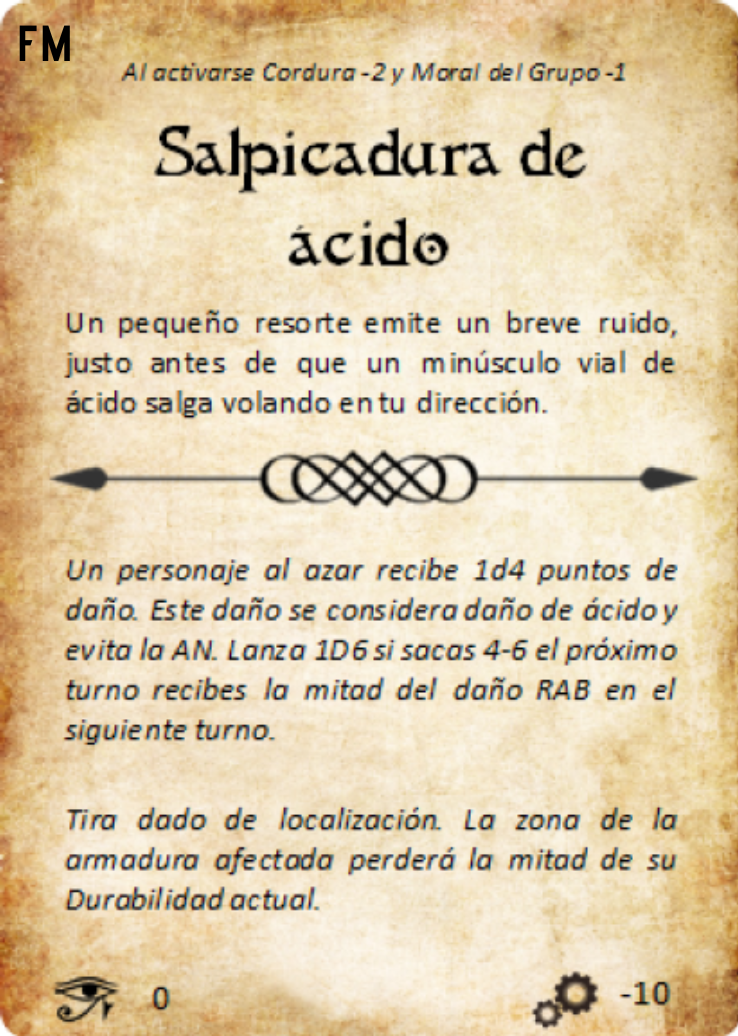 FM
Al activarse Cordura -2 y Moral del Grupo -1
Salpicadura de
ácido
Un pequeño resorte emite un breve ruido,
justo antes de que un minúsculo vial de
ácido salga volando en tu dirección.
Un personaje al azar recibe 1d4 puntos de
daño. Este daño se considera daño de ácido y
evita la AN. Lanza 1D6 si sacas 4-6 el próximo
turno recibes la mitad del daño RAB en el
siguiente turno.
Tira dado de localización. La zona de la
armadura afectada perderá la mitad de su
Durabilidad actual.
0
-10